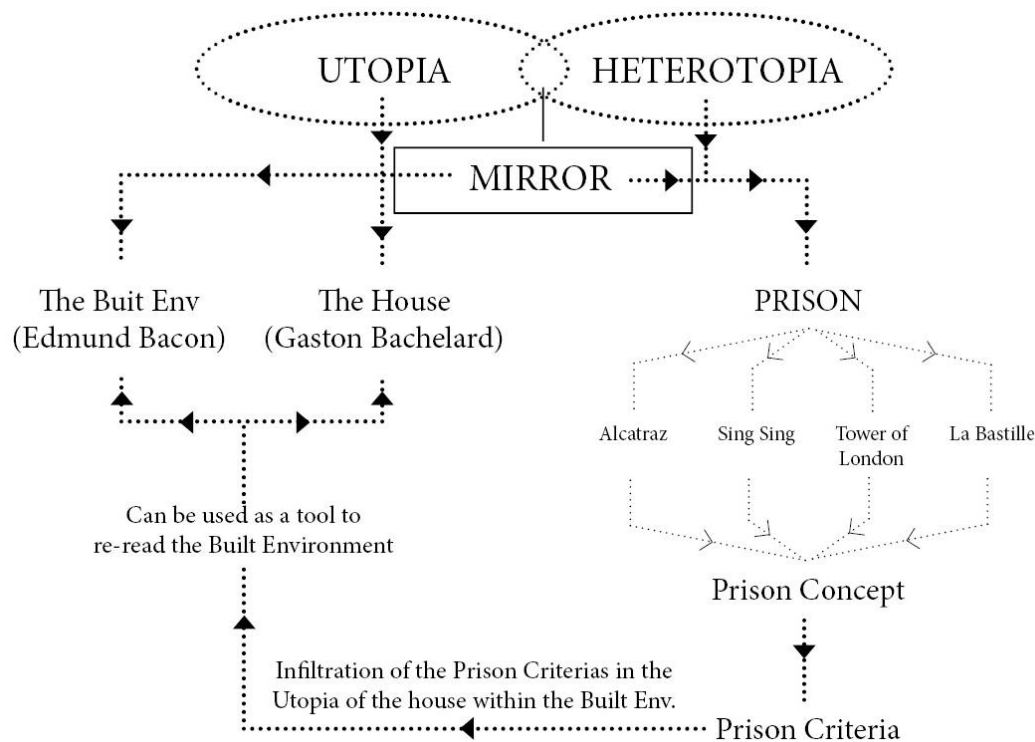 UTOPIA
HETEROTOPIA
MIRROR
The Buit Env
(Edmund Bacon)
The House
(Gaston Bachelard)
PRISON
Alcatraz
Sing Sing
Tower of
London
La Bastille
Can be used as a tool to
re-read the Built Environment
Prison Concept
Infiltration of the Prison Criterias in the
Utopia of the house within the Built Env.
Prison Criteria